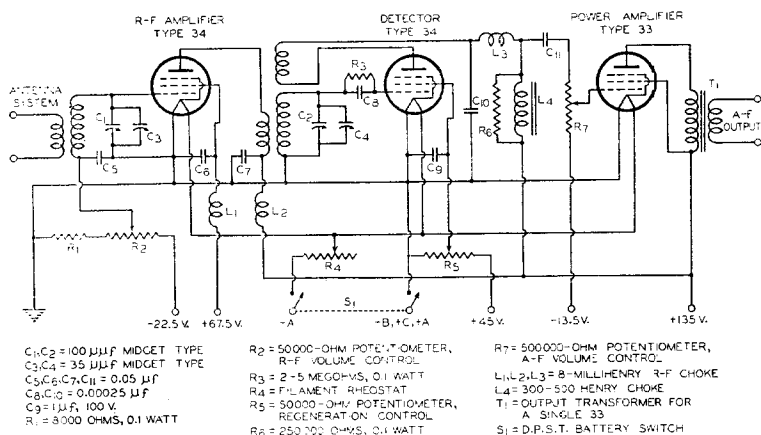 R-F AMPLIFIER
TYPE 34
DETECTOR
TYPE 34
POWER AMPLIFIER
TYPE 33
ANTENNA
SYSTEM
C1
C3
C5
C6
C7
L1
L2
R1
R2
R3
C8
C2
C4
C9
C10
L3
C11
R6
L4
R7
T1
A-F
OUTPUT
R4
R5
S1
-22.5 V.
+67.5 V.
-A
-B,+C,+A
+45 V.
-13.5 V.
+135 V.
C1,C2 = 100 μμf MIDGET TYPE
C3,C4 = 35 μμf MIDGET TYPE
C5,C6,C7,C11 = 0.05 μf
C8,C10 = 0.00025 μf
C9 = 1 μf, 100 V.
R1 = 8000 OHMS, 0.1 WATT
R2 = 50000-OHM POTENTIOMETER,
R-F VOLUME CONTROL
R3 = 2-5 MEGOHMS, 0.1 WATT
R4 = FILAMENT RHEOSTAT
R5 = 50000-OHM POTENTIOMETER,
REGENERATION CONTROL
R6 = 250000 OHMS, 0.1 WATT
R7 = 500000-OHM POTENTIOMETER,
A-F VOLUME CONTROL
L1,L2,L3 = 8-MILLIHENRY R-F CHOKE
L4 = 300-500 HENRY CHOKE
T1 = OUTPUT TRANSFORMER FOR
A SINGLE 33
S1 = D.P.S.T. BATTERY SWITCH